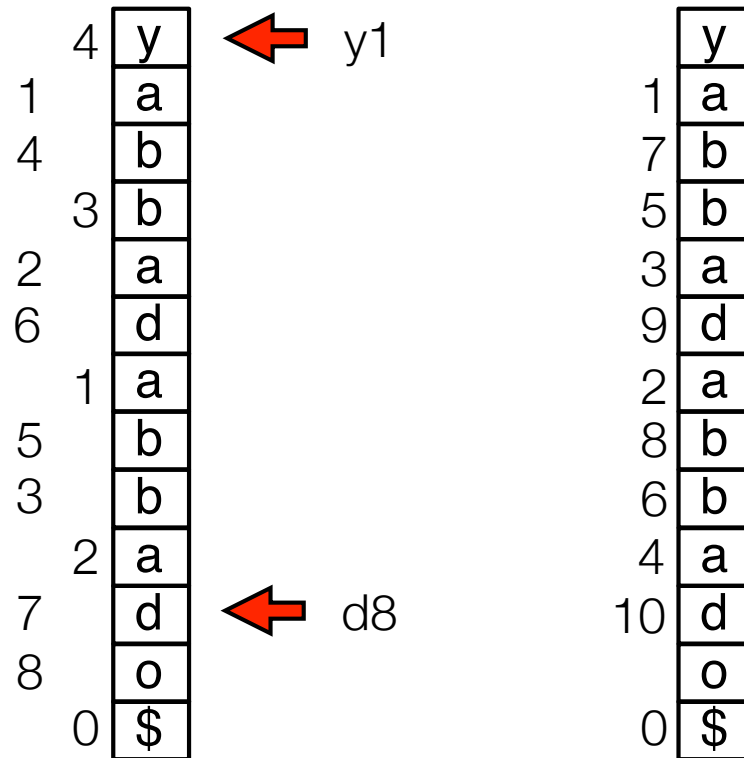 4 y y1 y
1 a 1 a
4 b 7 b
3 b 5 b
2 a 3 a
6 d 9 d
1 a 2 a
5 b 8 b
3 b 6 b
2 a 4 a
7 d d8 10 d
8 o o
0 $ 0 $